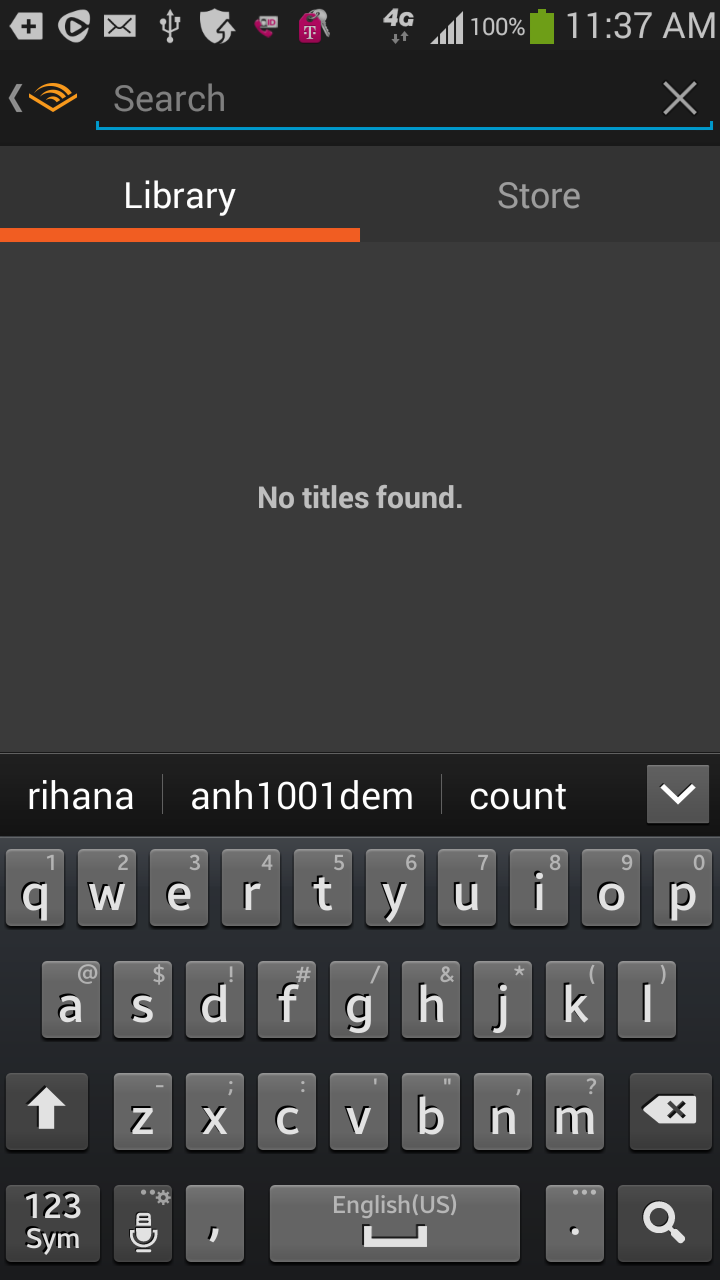 4G 100% 11:37 AM
Search
Library Store
No titles found.
rihana anh1001dem count
1 2 3 4 5 6 7 8 9 0
q w e r t y u i o p
@ $ ! # / & * ( )
a s d f g h j k l
- ; : ' " , ?
z x c v b n m
123 English(US) ...
Sym , .